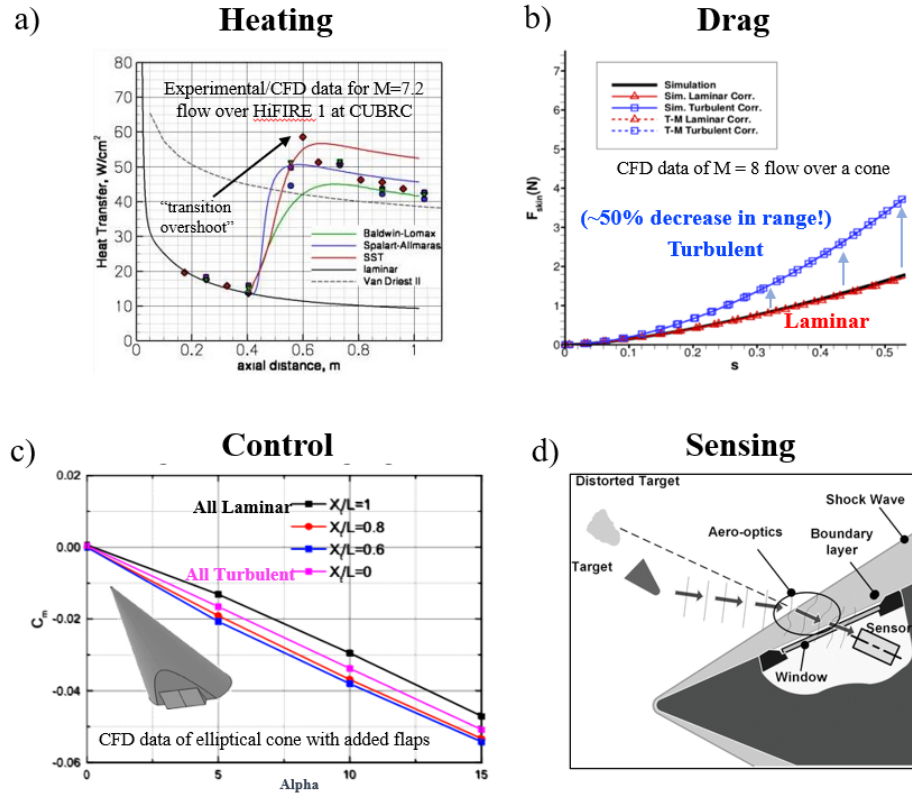 a)
Heating
Experimental/CFD data for M=7.2
flow over HiFIRE 1 at CUBRC
"transition
overshoot"
Baldwin-Lomax
Spalart-Allmaras
SST
laminar
Van Driest II
Heat Transfer, W/cm²
80
70
60
50
40
30
20
10
0
0
0.2
0.4
0.6
0.8
1
axial distance, m
b)
Drag
Simulation
Sim. Laminar Corr.
Sim. Turbulent Corr.
T-M Laminar Corr.
T-M Turbulent Corr.
CFD data of M = 8 flow over a cone
(~50% decrease in range!)
Turbulent
Laminar
F_skin(N)
7
6
5
4
3
2
1
0
0
0.1
0.2
0.3
0.4
0.5
s
c)
Control
All Laminar
X/L=1
X/L=0.8
X/L=0.6
All Turbulent
X/L=0
C_m
0.02
0.00
-0.02
-0.04
-0.06
CFD data of elliptical cone with added flaps
0
5
10
15
Alpha
d)
Sensing
Distorted Target
Shock Wave
Aero-optics
Boundary
layer
Target
Sensor
Window